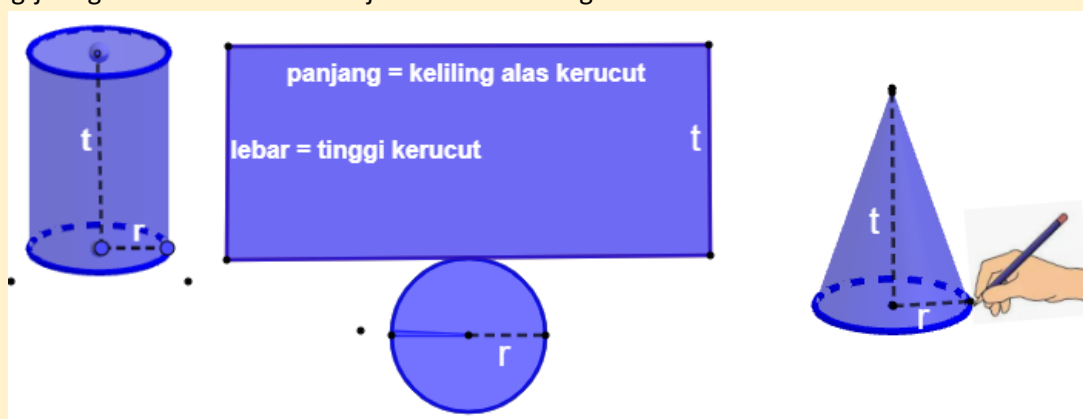 panjang = keliling alas kerucut
t
lebar = tinggi kerucut
t
r
r
t
r